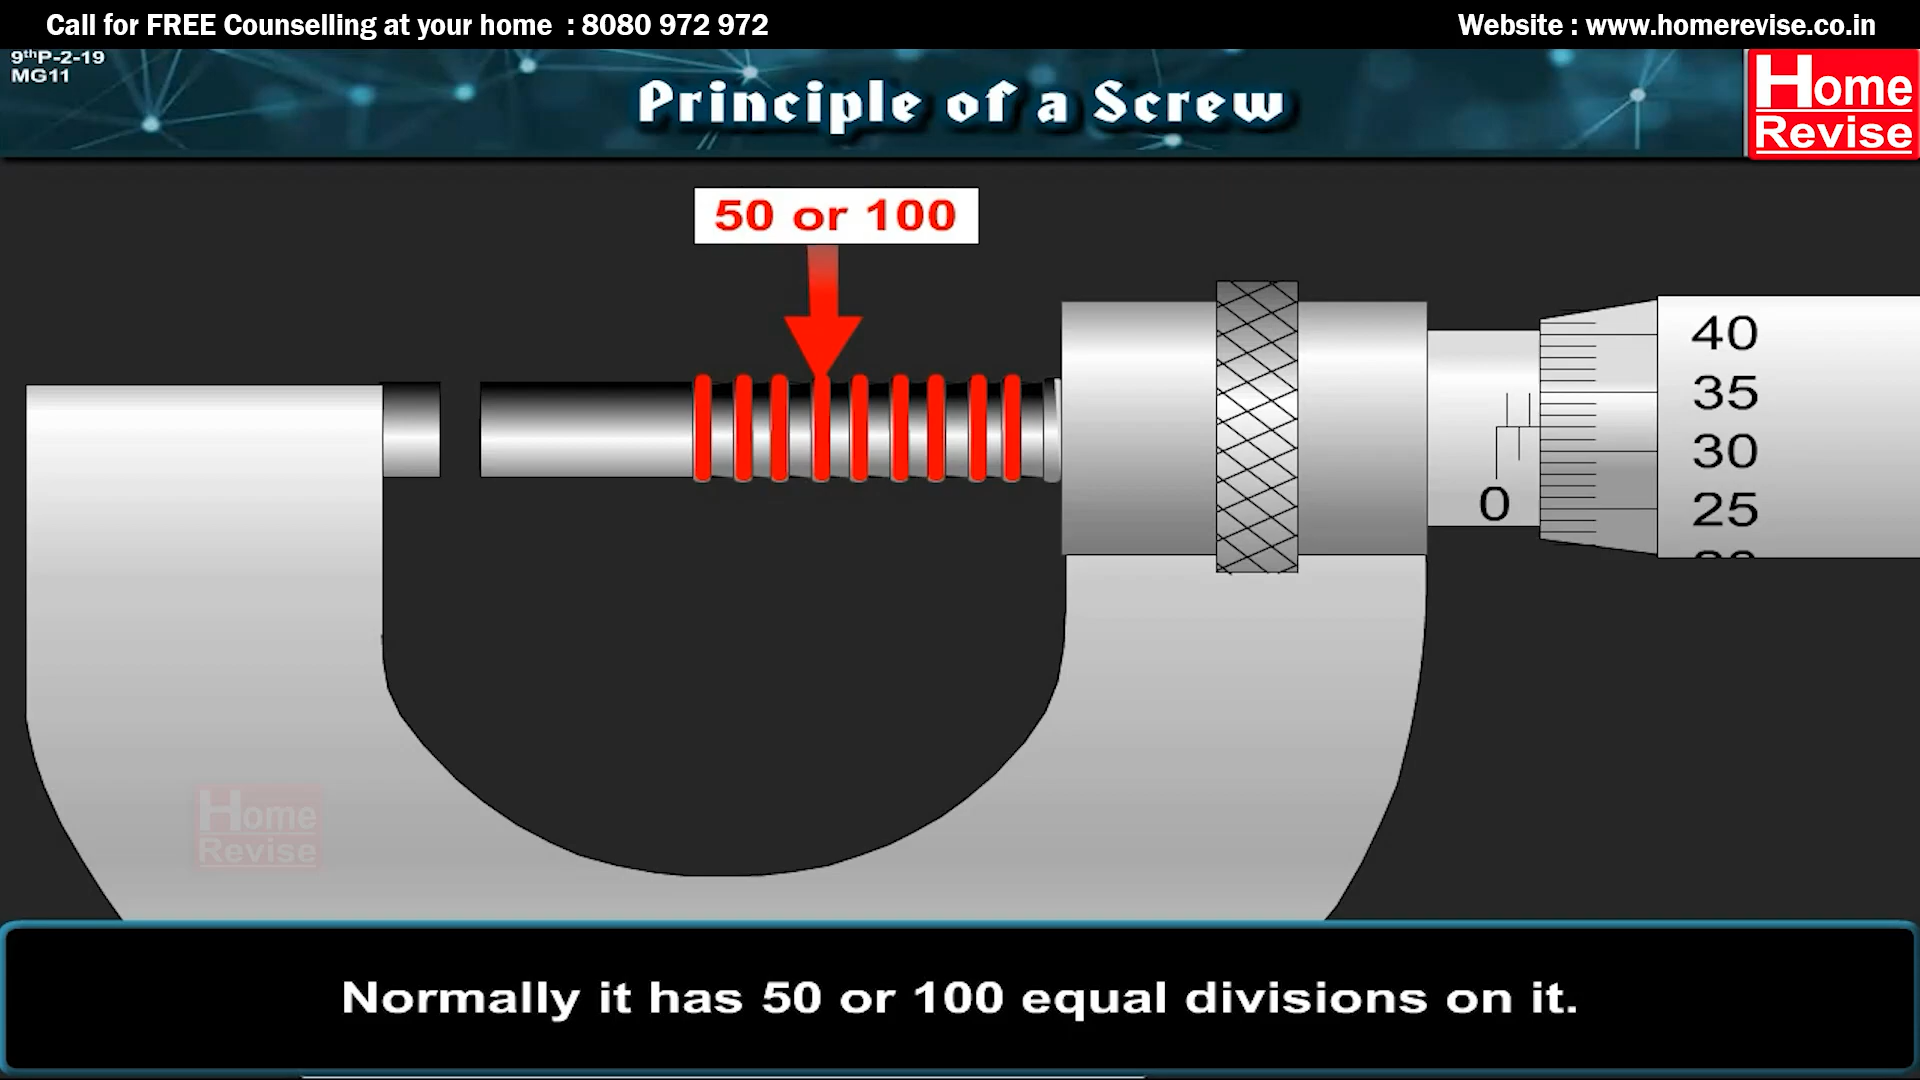 Call for FREE Counselling at your home : 8080 972 972
Website : www.homerevise.co.in
9thP-2-19
MG11
Principle of a Screw
Home
Revise
50 or 100
40
35
30
25
0
Home
Revise
Normally it has 50 or 100 equal divisions on it.